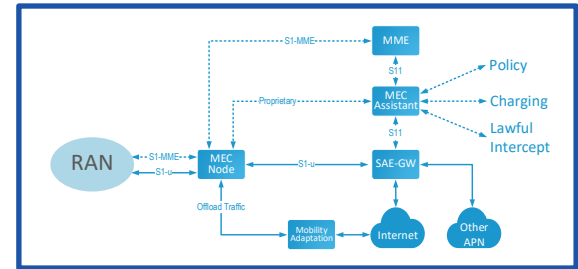 S1-MME
MME
S11
Policy
Proprietary
MEC
Assistant
Charging
S11
Lawful
Intercept
RAN
S1-MME
S1-u
MEC
Node
S1-u
SAE-GW
Offload Traffic
Mobility
Adaptation
Internet
Other
APN